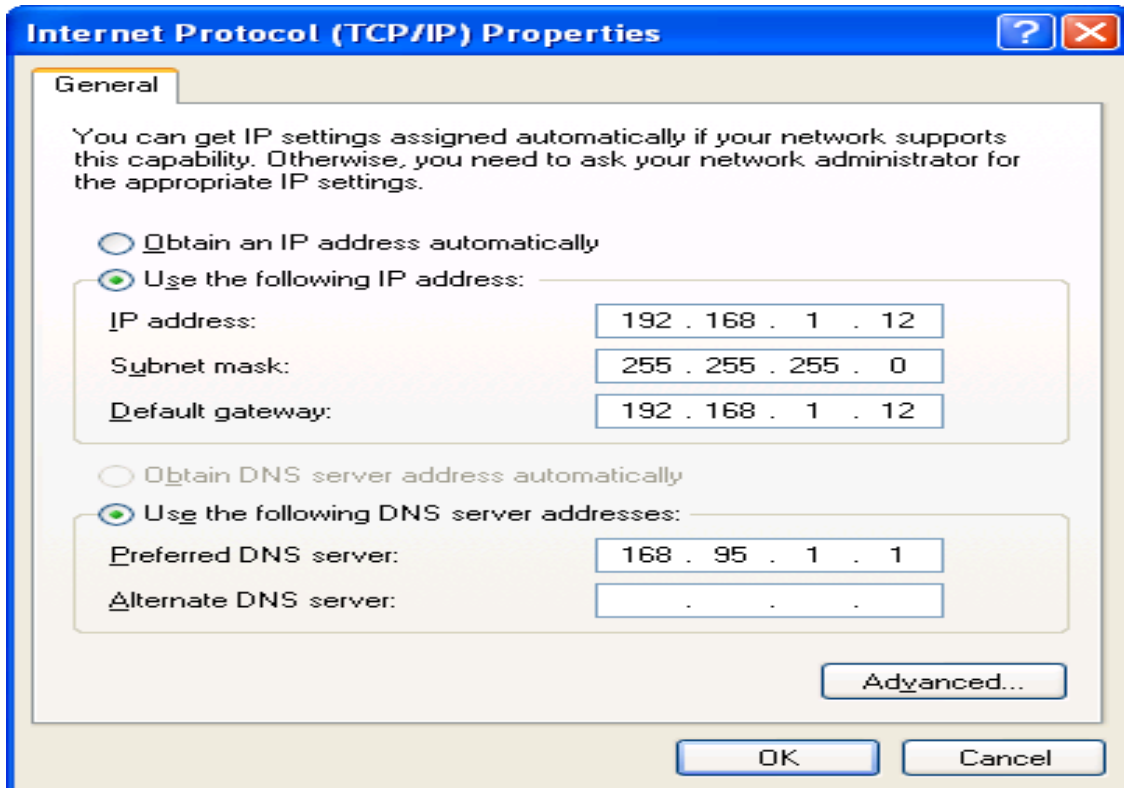 Internet Protocol (TCP/IP) Properties
General
You can get IP settings assigned automatically if your network supports
this capability. Otherwise, you need to ask your network administrator for
the appropriate IP settings.
Obtain an IP address automatically
Use the following IP address:
IP address: 192 . 168 . 1 . 12
Subnet mask: 255 . 255 . 255 . 0
Default gateway: 192 . 168 . 1 . 12
Obtain DNS server address automatically
Use the following DNS server addresses:
Preferred DNS server: 168 . 95 . 1 . 1
Alternate DNS server: . . .
Advanced...
OK Cancel